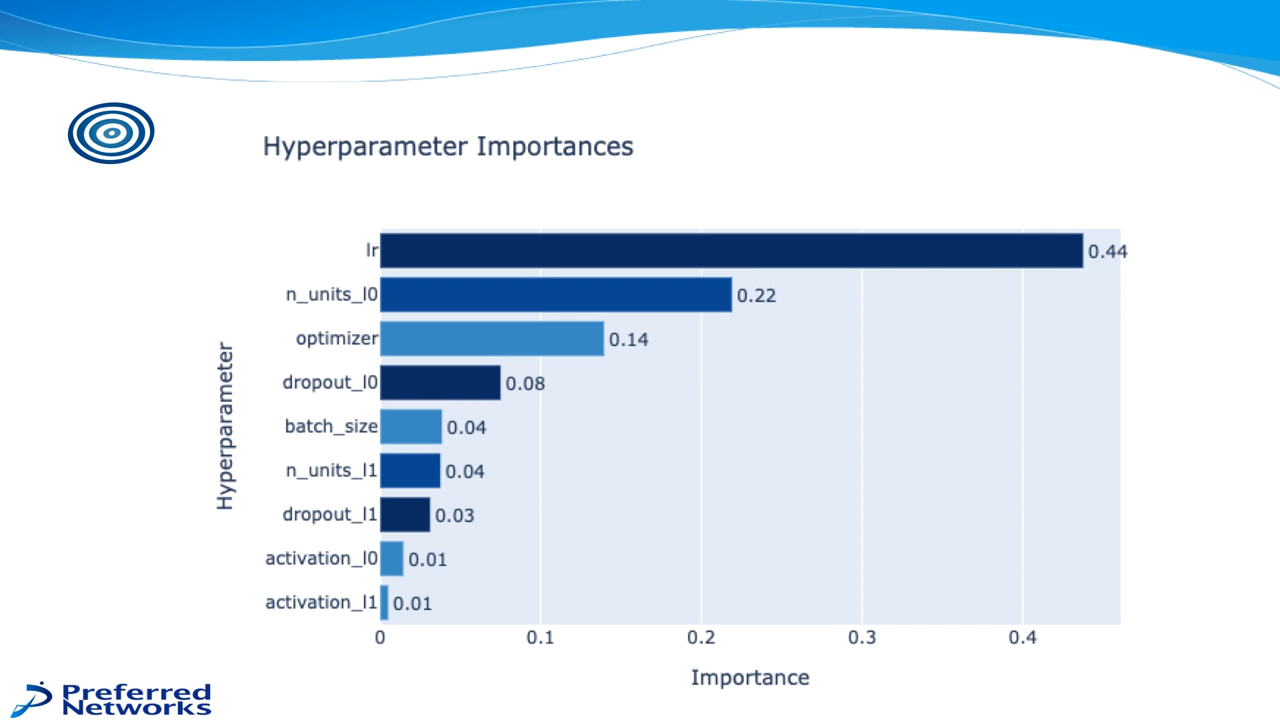 Hyperparameter Importances
Hyperparameter
lr 0.44
n_units_l0 0.22
optimizer 0.14
dropout_l0 0.08
batch_size 0.04
n_units_l1 0.04
dropout_l1 0.03
activation_l0 0.01
activation_l1 0.01
0 0.1 0.2 0.3 0.4
Importance
Preferred
Networks